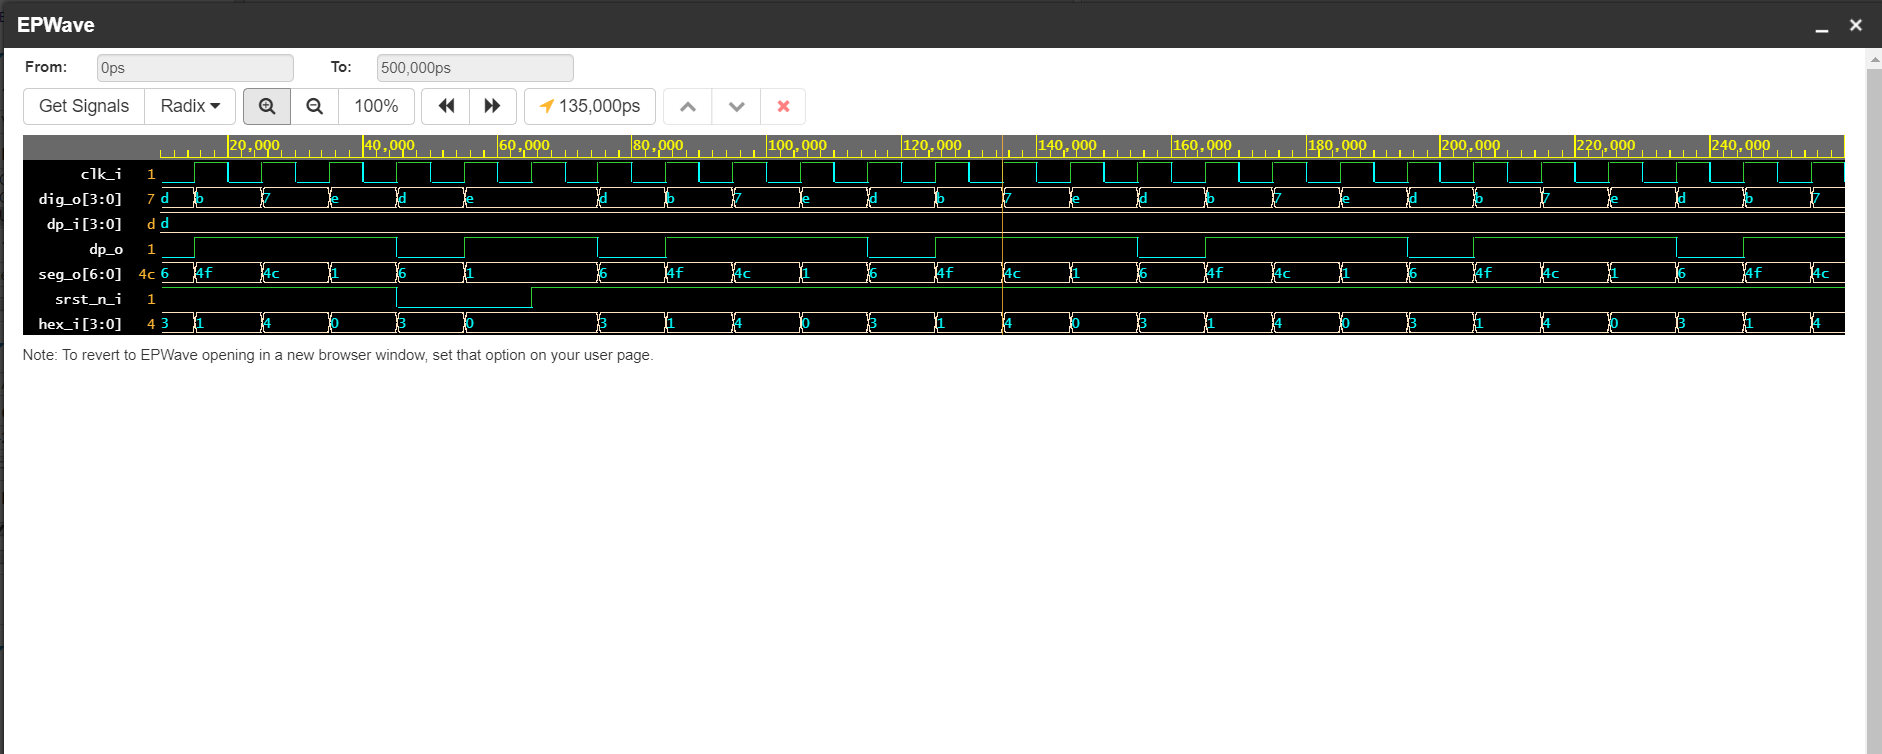 EPWave
From: 0ps To: 500,000ps
Get Signals Radix 100% 135,000ps
20,000 40,000 60,000 80,000 100,000 120,000 140,000 160,000 180,000 200,000 220,000 240,000
clk_i 1
dig_o[3:0] 7 d b 7 e d e d b 7 e d b 7 e d b 7 e d b 7 e d b 7
dp_i[3:0] d d
dp_o 1
seg_o[6:0] 4c 6 4f 4c 1 6 1 6 4f 4c 1 6 4f 4c 1 6 4f 4c 1 6 4f 4c 1 6 4f 4c
srst_n_i 1
hex_i[3:0] 4 3 1 4 0 3 0 3 1 4 0 3 1 4 0 3 1 4 0 3 1 4 0 3 1 4
Note: To revert to EPWave opening in a new browser window, set that option on your user page.